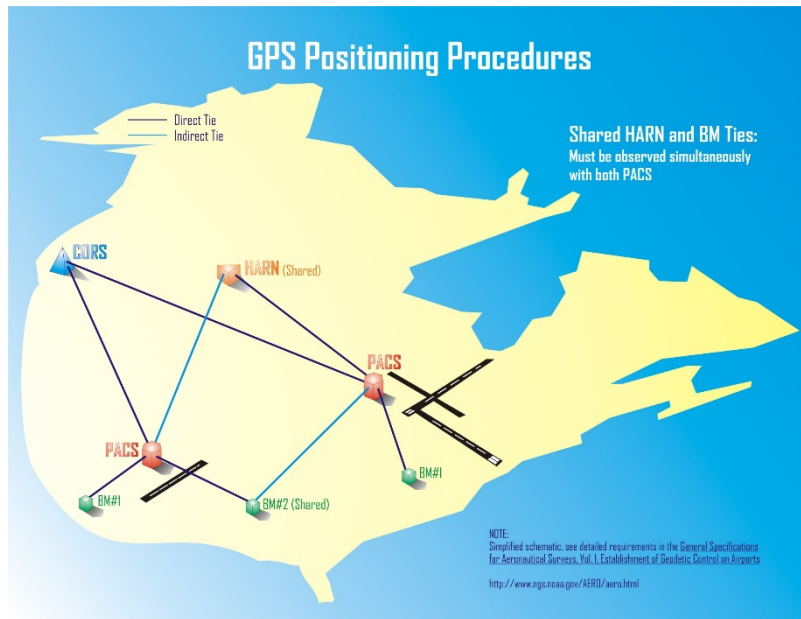 GPS Positioning Procedures
Direct Tie
Indirect Tie
Shared HARN and BM Ties:
Must be observed simultaneously
with both PACS
CORS
HARN (Shared)
PACS
PACS
BM#1
BM#1
BM#2 (Shared)
NOTE:
Simplified schematic, see detailed requirements in the General Specifications
for Aeronautical Surveys, Vol. I, Establishment of Geodetic Control on Airports
http://www.ngs.noaa.gov/AERO/aero.html